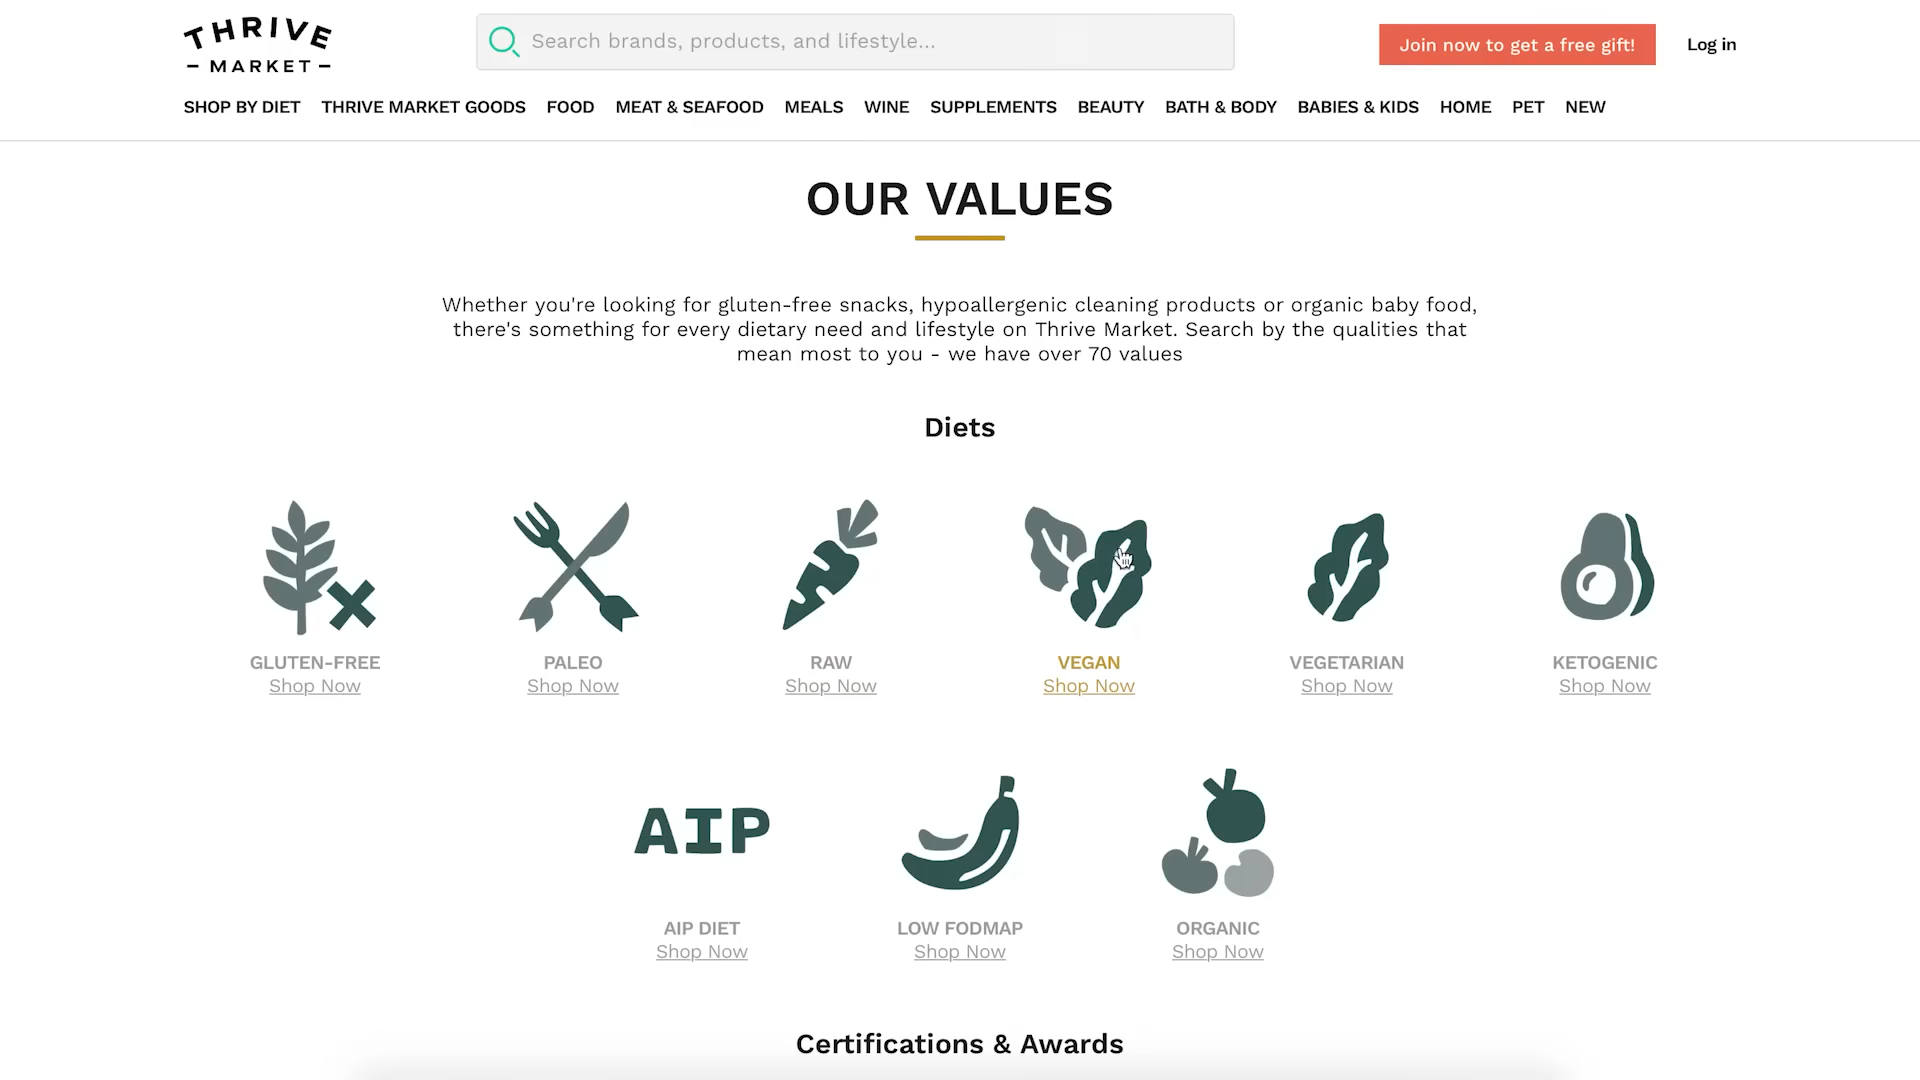 THRIVE
MARKET
Search brands, products, and lifestyle...
Join now to get a free gift!
Log in
SHOP BY DIET THRIVE MARKET GOODS FOOD MEAT & SEAFOOD MEALS WINE SUPPLEMENTS BEAUTY BATH & BODY BABIES & KIDS HOME PET NEW
OUR VALUES
Whether you're looking for gluten-free snacks, hypoallergenic cleaning products or organic baby food,
there's something for every dietary need and lifestyle on Thrive Market. Search by the qualities that
mean most to you - we have over 70 values
Diets
GLUTEN-FREE PALEO RAW VEGAN VEGETARIAN KETOGENIC
Shop Now Shop Now Shop Now Shop Now Shop Now Shop Now
AIP
AIP DIET LOW FODMAP ORGANIC
Shop Now Shop Now Shop Now
Certifications & Awards